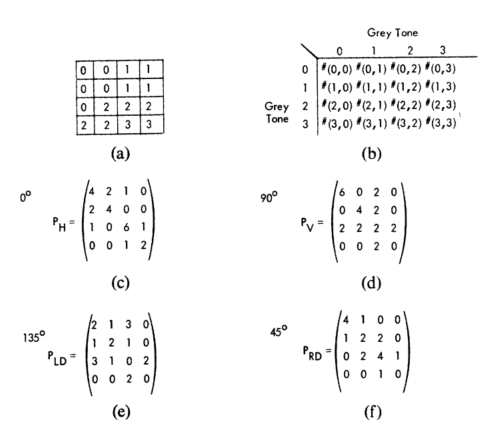 Grey Tone
0 1 2 3
0 0 1 1
0 0 1 1
0 2 2 2
2 2 3 3
(a)
0 #(0,0) #(0,1) #(0,2) #(0,3)
1 #(1,0) #(1,1) #(1,2) #(1,3)
Grey Tone
2 #(2,0) #(2,1) #(2,2) #(2,3)
3 #(3,0) #(3,1) #(3,2) #(3,3)
(b)
0°
P_H =
4 2 1 0
2 4 0 0
1 0 6 1
0 0 1 2
(c)
90°
P_V =
6 0 2 0
0 4 2 0
2 2 2 2
0 0 2 0
(d)
135°
P_LD =
2 1 3 0
1 2 1 0
3 1 0 2
0 0 2 0
(e)
45°
P_RD =
4 1 0 0
1 2 2 0
0 2 4 1
0 0 1 0
(f)